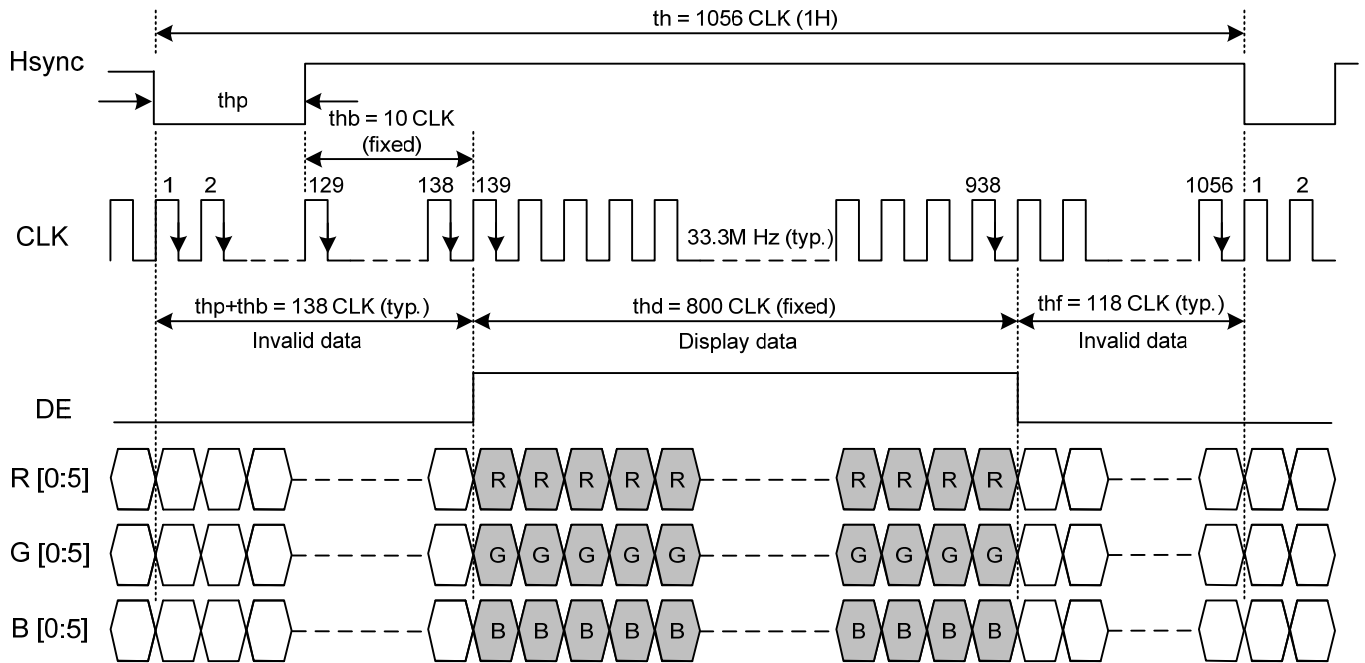 th = 1056 CLK (1H)
Hsync
thp
thb = 10 CLK
(fixed)
1 2 129 138 139 938 1056 1 2
CLK
33.3M Hz (typ.)
thp+thb = 138 CLK (typ.) thd = 800 CLK (fixed) thf = 118 CLK (typ.)
Invalid data Display data Invalid data
DE
R [0:5] R R R R R R R R R
G [0:5] G G G G G G G G G
B [0:5] B B B B B B B B B